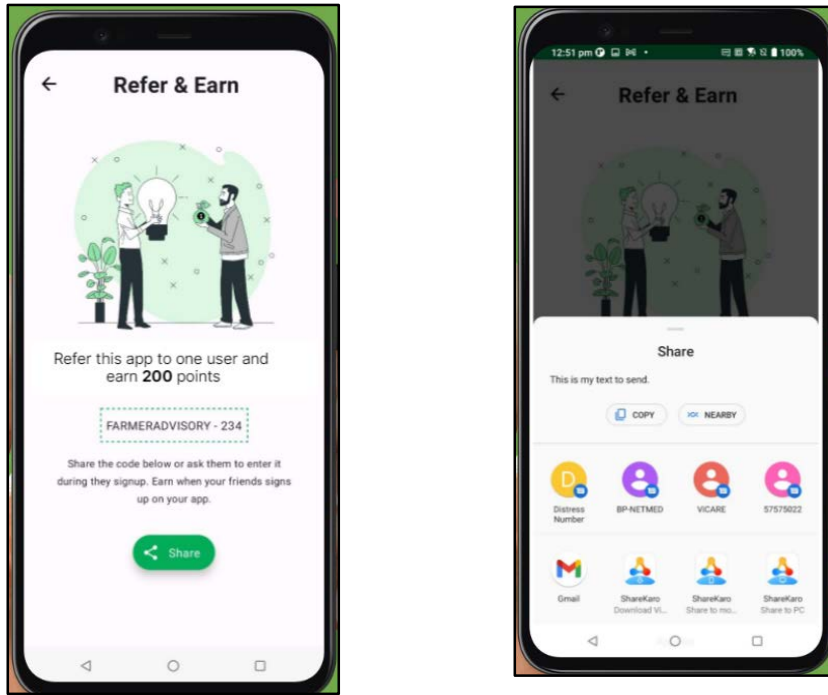 Refer & Earn
Refer this app to one user and
earn 200 points
FARMERADVISORY - 234
Share the code below or ask them to enter it
during they signup. Earn when your friends signs
up on your app.
Share
12:51 pm
100%
Refer & Earn
Share
This is my text to send.
COPY
NEARBY
D
Distress
Number
BP-NETMED
ViCARE
57575022
Gmail
ShareKaro
Download Vi...
ShareKaro
Share to mo...
ShareKaro
Share to PC